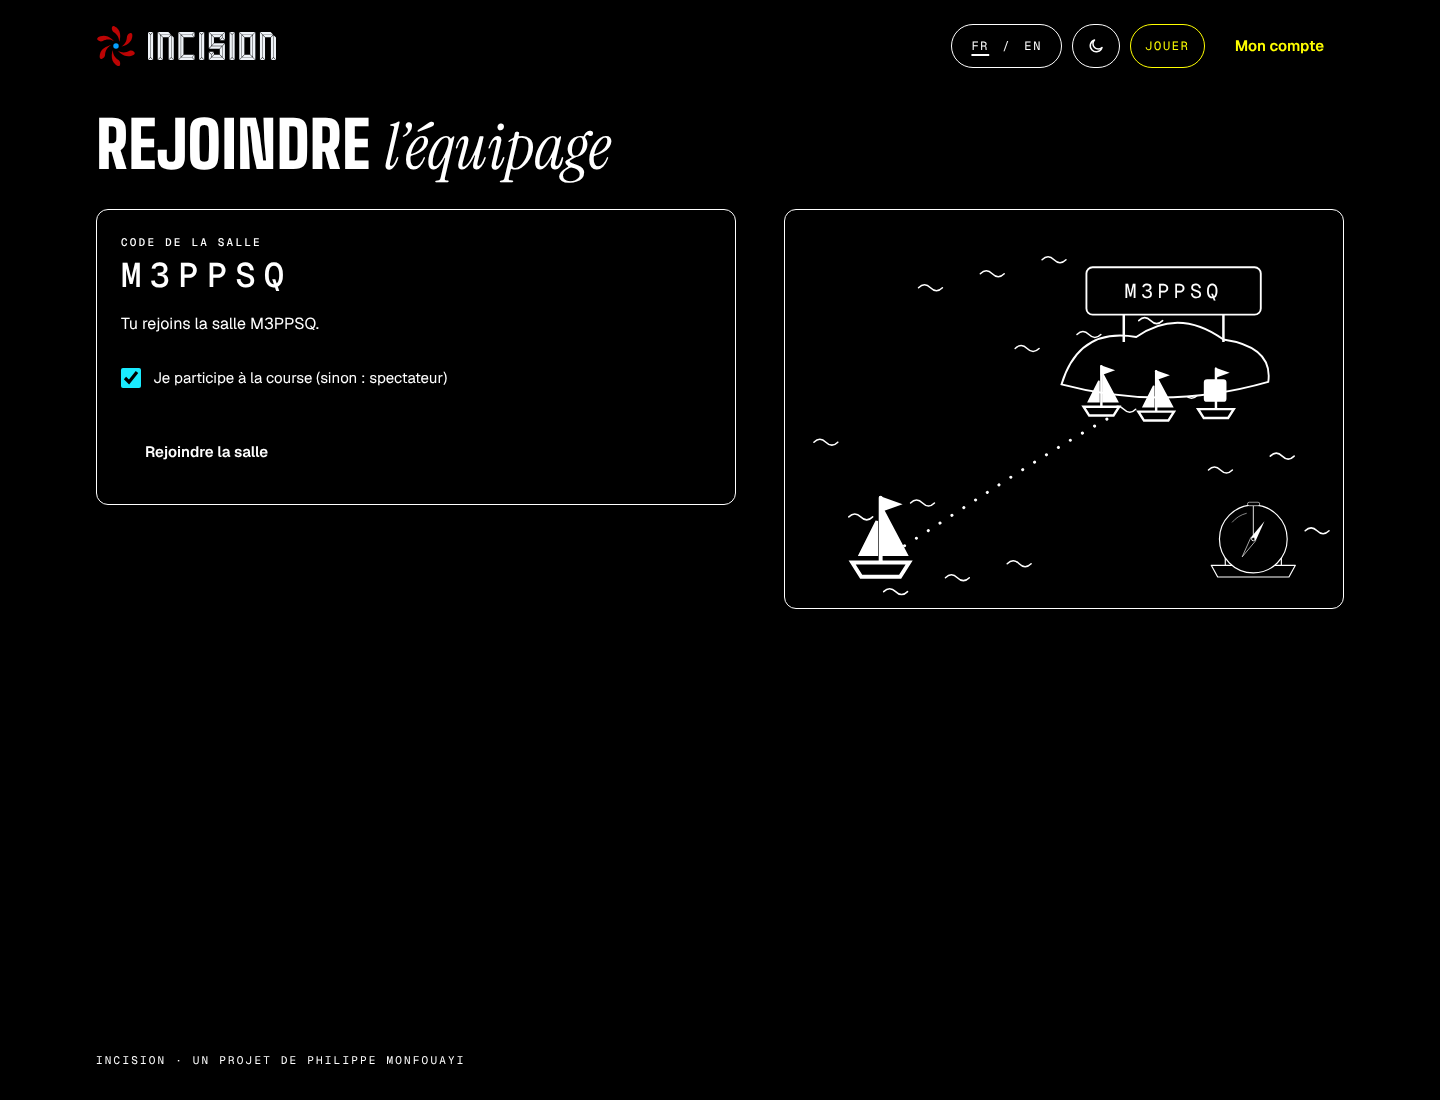 INCISION
FR / EN
JOUER
Mon compte
REJOINDRE l’équipage
CODE DE LA SALLE
M3PPSQ
Tu rejoins la salle M3PPSQ.
Je participe à la course (sinon : spectateur)
Rejoindre la salle
M3PPSQ
INCISION · UN PROJET DE PHILIPPE MONFOUAYI